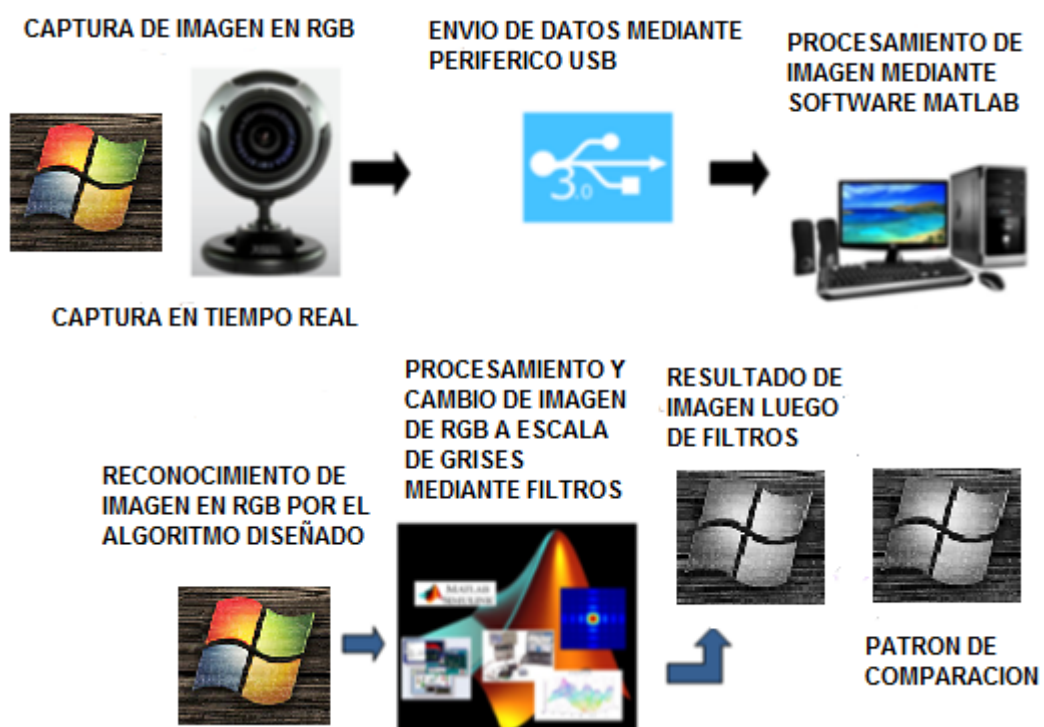 CAPTURA DE IMAGEN EN RGB
ENVIO DE DATOS MEDIANTE
PERIFERICO USB
PROCESAMIENTO DE
IMAGEN MEDIANTE
SOFTWARE MATLAB
3.0
CAPTURA EN TIEMPO REAL
RECONOCIMIENTO DE
IMAGEN EN RGB POR EL
ALGORITMO DISEÑADO
PROCESAMIENTO Y
CAMBIO DE IMAGEN
DE RGB A ESCALA
DE GRISES
MEDIANTE FILTROS
MATLAB
SIMULINK
RESULTADO DE
IMAGEN LUEGO
DE FILTROS
PATRON DE
COMPARACION